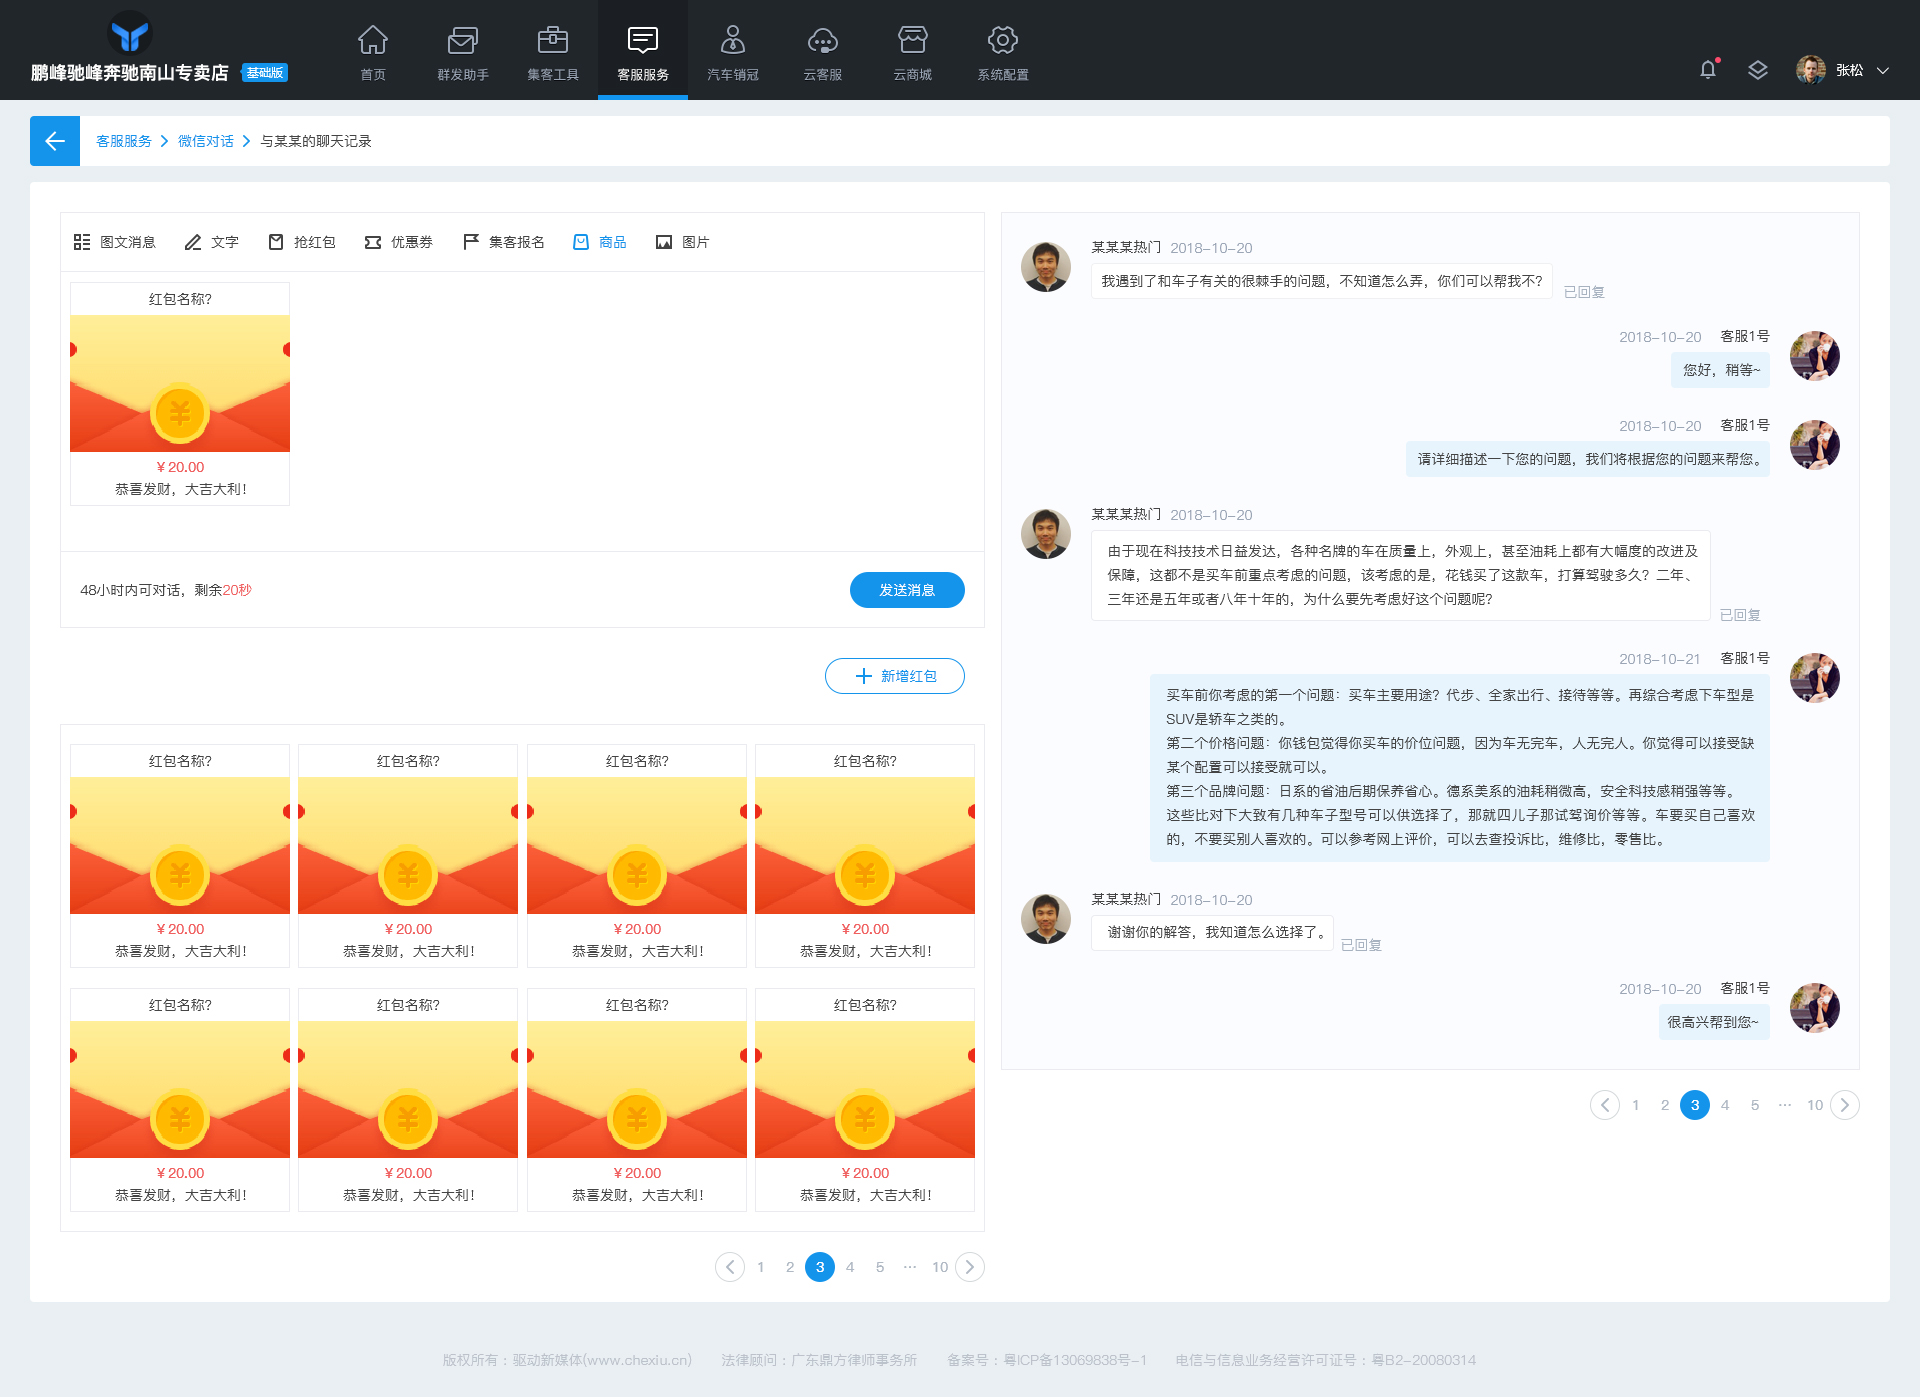 鹏峰驰峰奔驰南山专卖店 基础版
首页 群发助手 集客工具 客服服务 汽车销冠 云客服 云商城 系统配置
张松
客服服务 微信对话 与某某的聊天记录
图文消息 文字 抢红包 优惠券 集客报名 商品 图片
红包名称?
¥
￥20.00
恭喜发财，大吉大利！
48小时内可对话，剩余20秒
发送消息
新增红包
红包名称? 红包名称? 红包名称? 红包名称?
¥ ¥ ¥ ¥
￥20.00 ￥20.00 ￥20.00 ￥20.00
恭喜发财，大吉大利！ 恭喜发财，大吉大利！ 恭喜发财，大吉大利！ 恭喜发财，大吉大利！
红包名称? 红包名称? 红包名称? 红包名称?
¥ ¥ ¥ ¥
￥20.00 ￥20.00 ￥20.00 ￥20.00
恭喜发财，大吉大利！ 恭喜发财，大吉大利！ 恭喜发财，大吉大利！ 恭喜发财，大吉大利！
1 2 3 4 5 ··· 10
某某某热门 2018-10-20
我遇到了和车子有关的很棘手的问题，不知道怎么弄，你们可以帮我不?
已回复
2018-10-20 客服1号
您好，稍等~
2018-10-20 客服1号
请详细描述一下您的问题，我们将根据您的问题来帮您。
某某某热门 2018-10-20
由于现在科技技术日益发达，各种名牌的车在质量上，外观上，甚至油耗上都有大幅度的改进及
保障，这都不是买车前重点考虑的问题，该考虑的是，花钱买了这款车，打算驾驶多久？二年、
三年还是五年或者八年十年的，为什么要先考虑好这个问题呢?
已回复
2018-10-21 客服1号
买车前你考虑的第一个问题：买车主要用途？代步、全家出行、接待等等。再综合考虑下车型是
SUV是轿车之类的。
第二个价格问题：你钱包觉得你买车的价位问题，因为车无完车，人无完人。你觉得可以接受缺
某个配置可以接受就可以。
第三个品牌问题：日系的省油后期保养省心。德系美系的油耗稍微高，安全科技感稍强等等。
这些比对下大致有几种车子型号可以供选择了，那就四儿子那试驾询价等等。车要买自己喜欢
的，不要买别人喜欢的。可以参考网上评价，可以去查投诉比，维修比，零售比。
某某某热门 2018-10-20
谢谢你的解答，我知道怎么选择了。
已回复
2018-10-20 客服1号
很高兴帮到您~
1 2 3 4 5 ··· 10
版权所有：驱动新媒体(www.chexiu.cn) 法律顾问：广东鼎方律师事务所 备案号：粤ICP备13069838号-1 电信与信息业务经营许可证号：粤B2-20080314